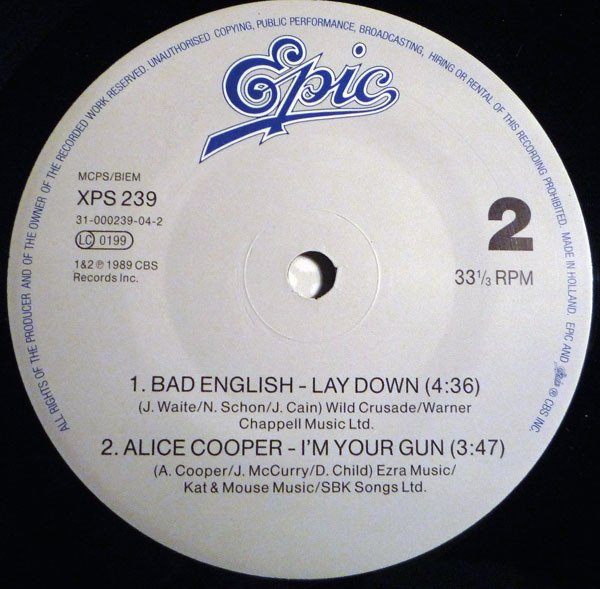 ALL RIGHTS OF THE PRODUCER AND OF THE OWNER OF THE RECORDED WORK RESERVED. UNAUTHORISED COPYING, PUBLIC PERFORMANCE, BROADCASTING, HIRING OR RENTAL OF THIS RECORDING PROHIBITED. MADE IN HOLLAND. EPIC AND Epic ® CBS INC.
Epic
MCPS/BIEM
XPS 239
31-000239-04-2
LC 0199
1&2 ℗ 1989 CBS
Records Inc.
2
33 1/3 RPM
1. BAD ENGLISH - LAY DOWN (4:36)
(J. Waite/N. Schon/J. Cain) Wild Crusade/Warner
Chappell Music Ltd.
2. ALICE COOPER - I'M YOUR GUN (3:47)
(A. Cooper/J. McCurry/D. Child) Ezra Music/
Kat & Mouse Music/SBK Songs Ltd.